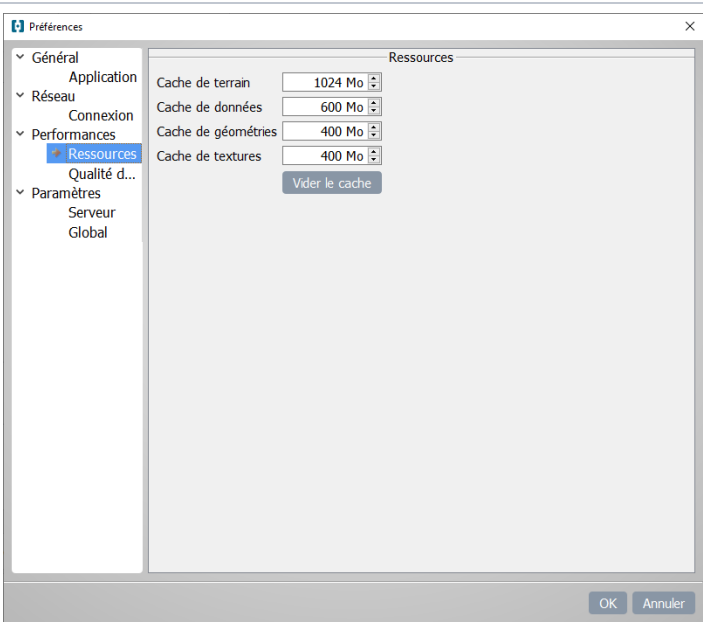 Préférences
Général
Application
Réseau
Connexion
Performances
Ressources
Qualité d...
Paramètres
Serveur
Global
Ressources
Cache de terrain 1024 Mo
Cache de données 600 Mo
Cache de géométries 400 Mo
Cache de textures 400 Mo
Vider le cache
OK Annuler